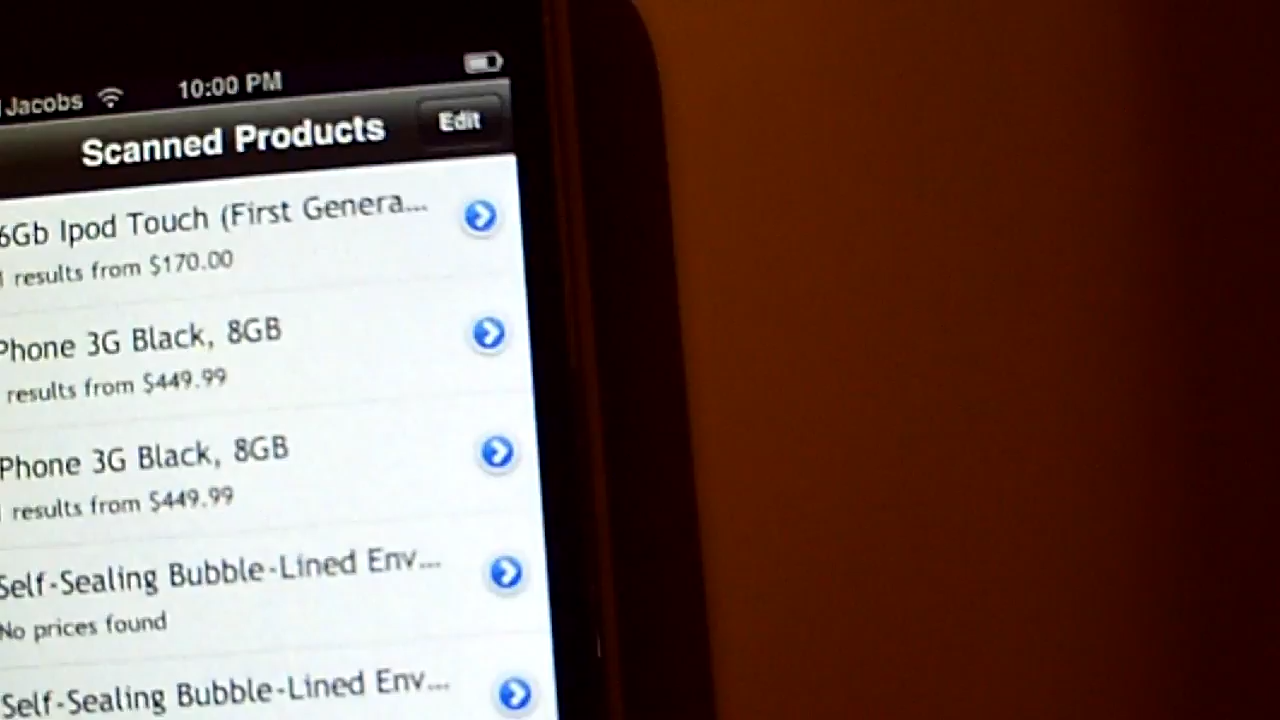 Jacobs 10:00 PM
Scanned Products Edit
6Gb Ipod Touch (First Genera...
results from $170.00
Phone 3G Black, 8GB
results from $449.99
Phone 3G Black, 8GB
results from $449.99
Self-Sealing Bubble-Lined Env...
No prices found
Self-Sealing Bubble-Lined Env...